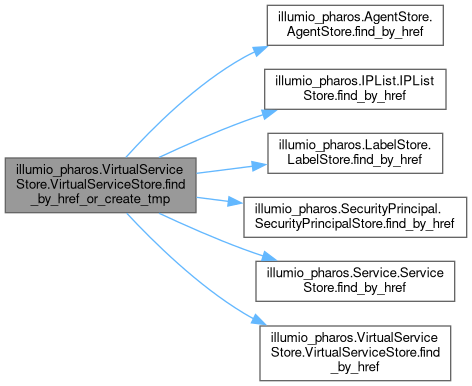 illumio_pharos.AgentStore.
AgentStore.find_by_href
illumio_pharos.IPList.IPList
Store.find_by_href
illumio_pharos.LabelStore.
LabelStore.find_by_href
illumio_pharos.VirtualService
Store.VirtualServiceStore.find
_by_href_or_create_tmp
illumio_pharos.SecurityPrincipal.
SecurityPrincipalStore.find_by_href
illumio_pharos.Service.Service
Store.find_by_href
illumio_pharos.VirtualService
Store.VirtualServiceStore.find
_by_href